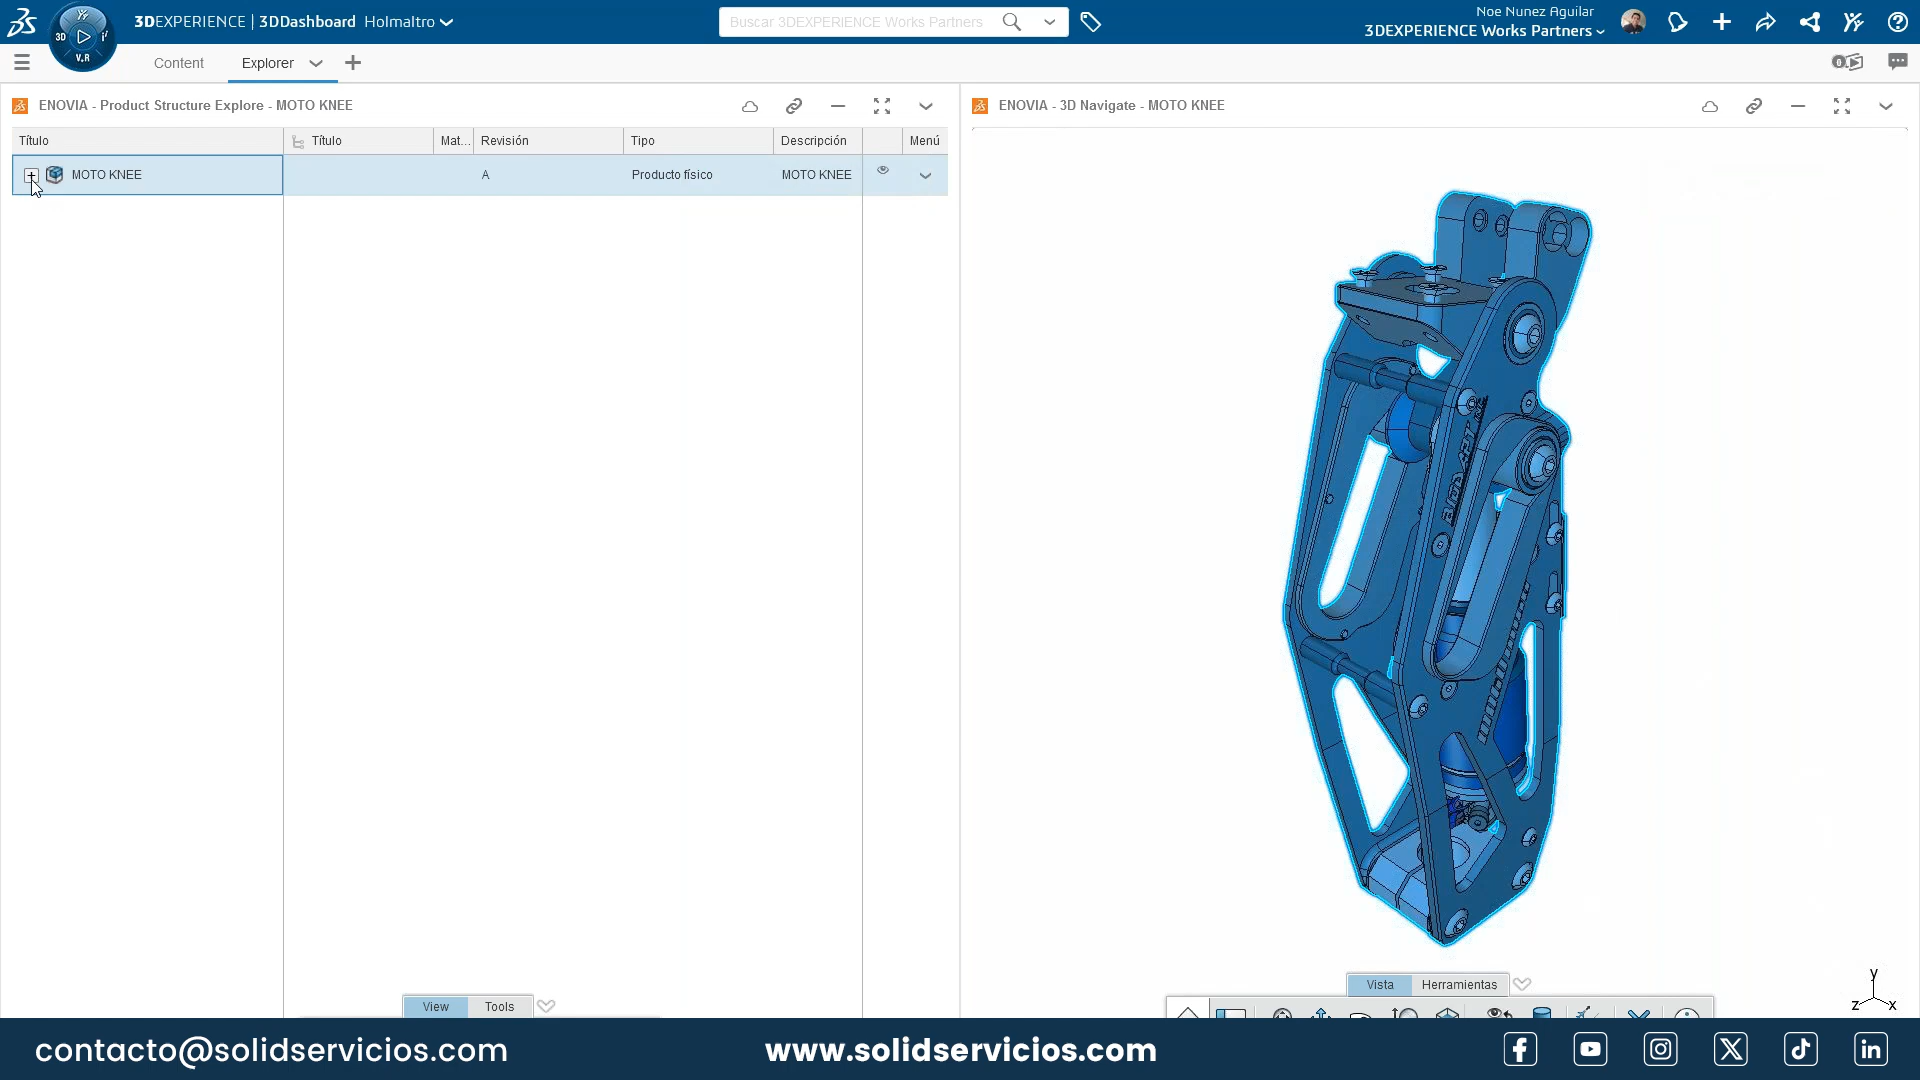 3DEXPERIENCE | 3DDashboard Holmaltro
Buscar 3DEXPERIENCE Works Partners
Noe Nunez Aguilar
3DEXPERIENCE Works Partners
3D
V.R
Content
Explorer
0
ENOVIA - Product Structure Explore - MOTO KNEE
ENOVIA - 3D Navigate - MOTO KNEE
Título
Título
Mat...
Revisión
Tipo
Descripción
Menú
MOTO KNEE
A
Producto físico
MOTO KNEE
View
Tools
Vista
Herramientas
y
z
x
contacto@solidservicios.com
www.solidservicios.com